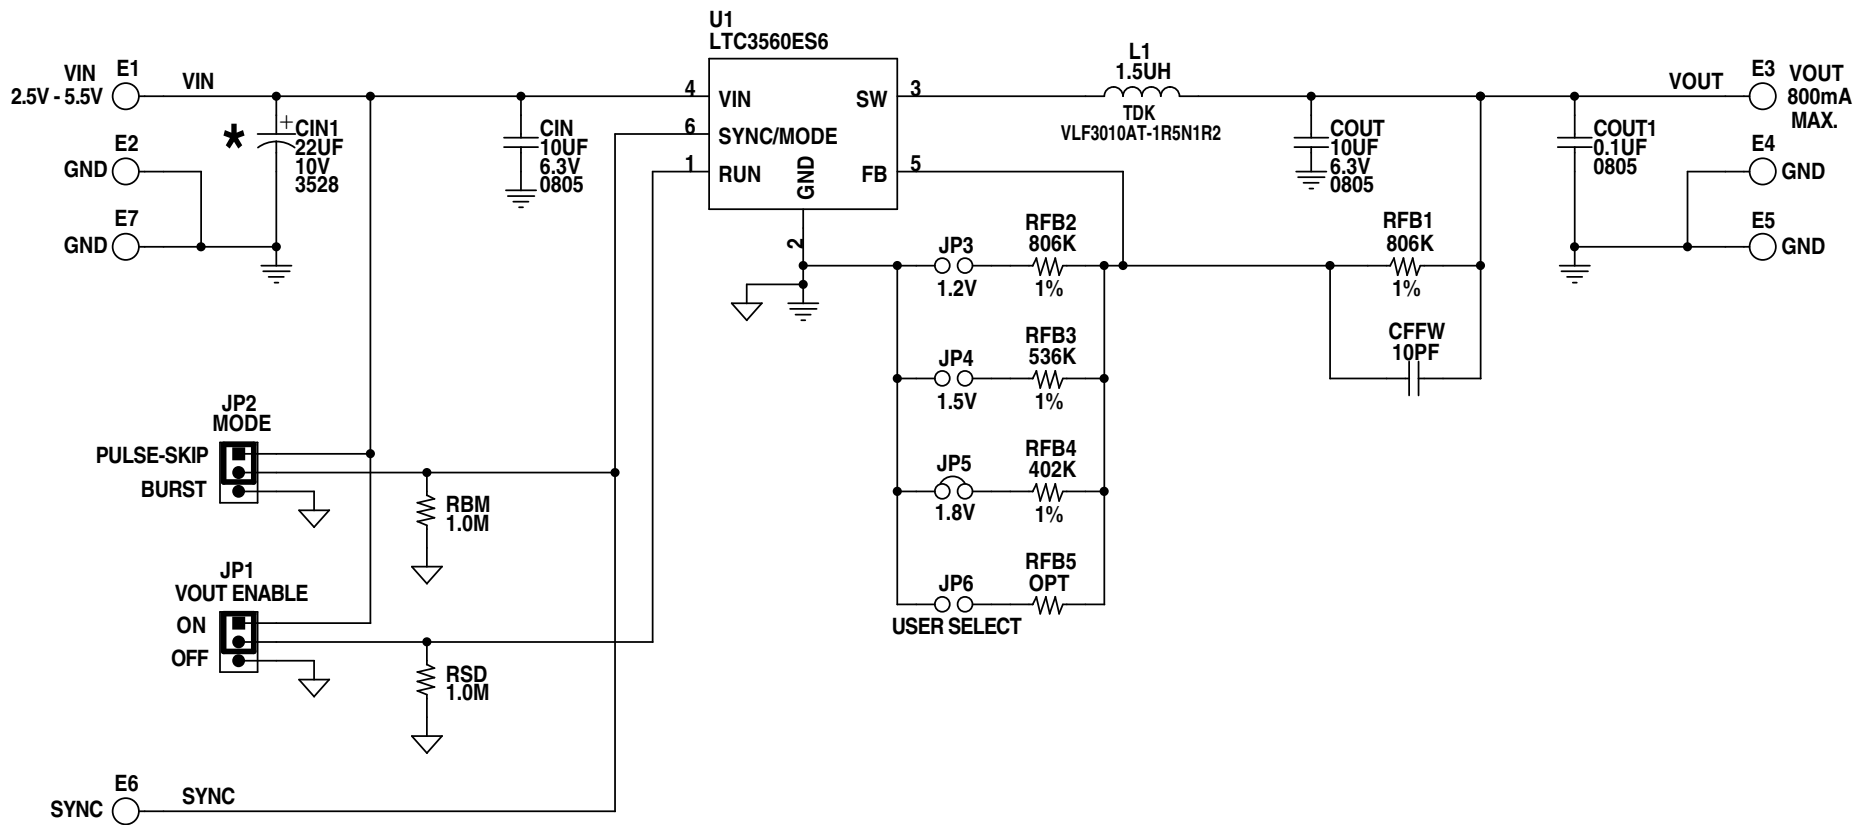 U1
LTC3560ES6
VIN
2.5V - 5.5V
E1
VIN
E2
GND
E7
GND
*
+
CIN1
22UF
10V
3528
CIN
10UF
6.3V
0805
4
6
1
VIN
SYNC/MODE
RUN
GND
SW
FB
3
5
2
L1
1.5UH
TDK
VLF3010AT-1R5N1R2
COUT
10UF
6.3V
0805
VOUT
E3
VOUT
800mA
MAX.
COUT1
0.1UF
0805
E4
GND
E5
GND
JP3
1.2V
RFB2
806K
1%
RFB1
806K
1%
CFFW
10PF
JP4
1.5V
RFB3
536K
1%
JP5
1.8V
RFB4
402K
1%
JP6
USER SELECT
RFB5
OPT
JP2
MODE
PULSE-SKIP
BURST
RBM
1.0M
JP1
VOUT ENABLE
ON
OFF
RSD
1.0M
E6
SYNC
SYNC